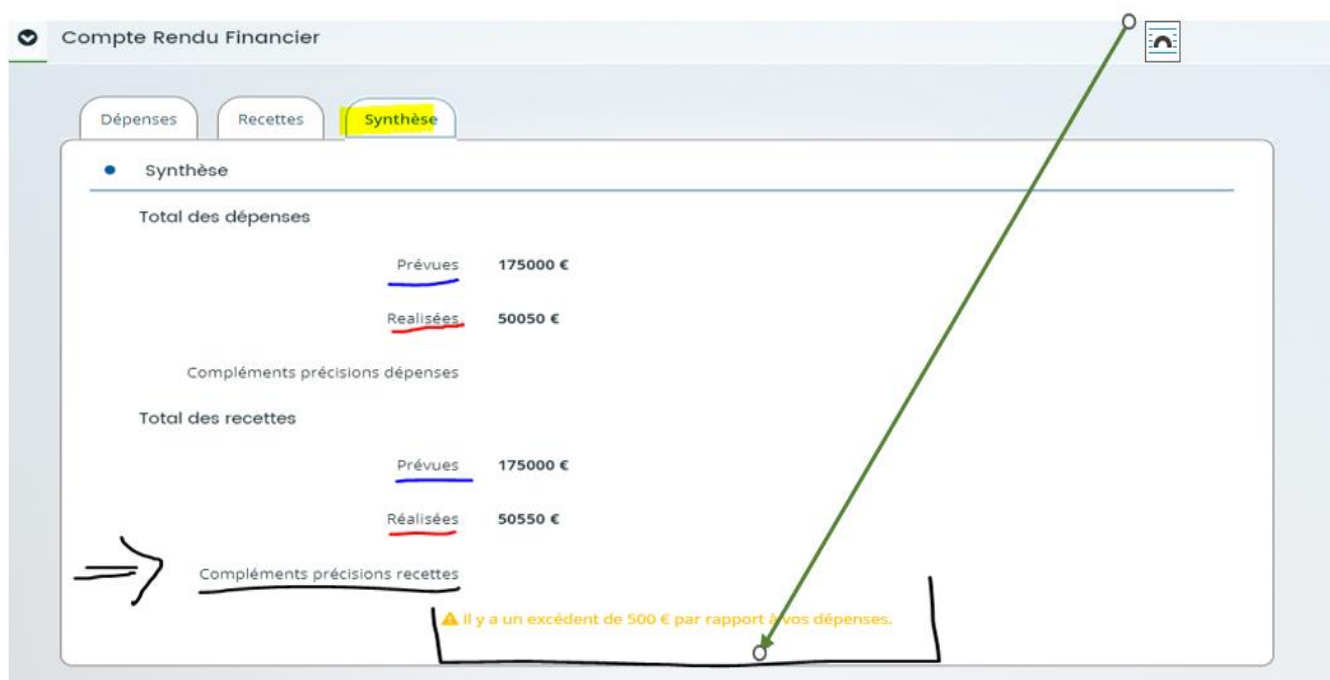 Compte Rendu Financier
Dépenses Recettes Synthèse
Synthèse
Total des dépenses
Prévues 175000 €
Realisées 50050 €
Compléments précisions dépenses
Total des recettes
Prévues 175000 €
Réalisées 50550 €
Compléments précisions recettes
Il y a un excédent de 500 € par rapport à vos dépenses.